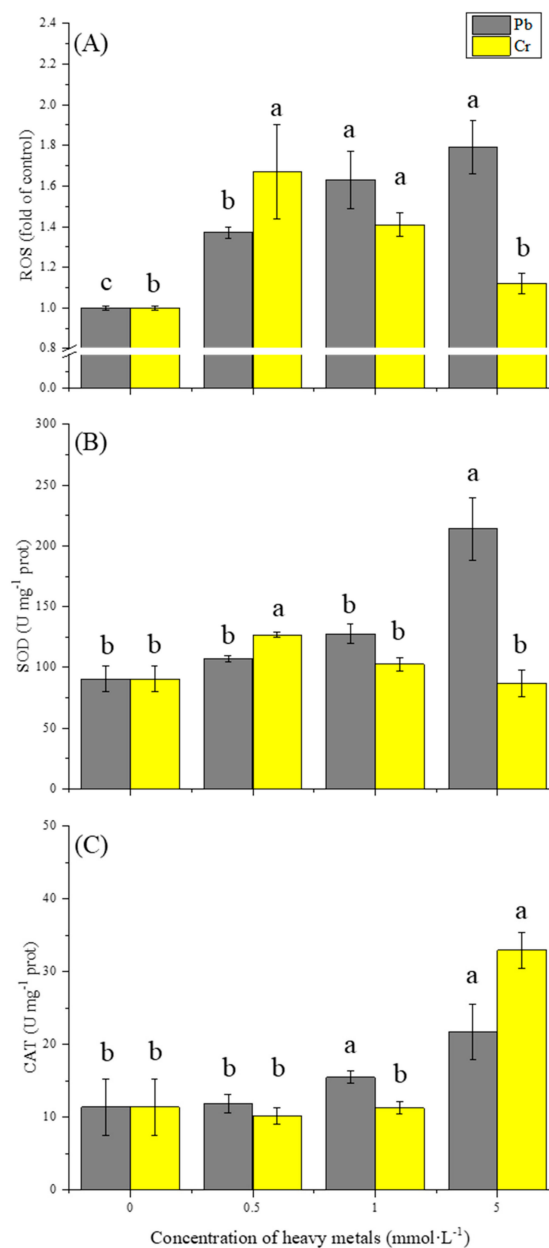 (A)
Pb
Cr
ROS (fold of control)
2.4
2.2
2.0
1.8
1.6
1.4
1.2
1.0
0.8
0.0
c b b a a a a b
(B)
SOD (U mg⁻¹ prot)
300
250
200
150
100
50
0
b b b a b b a b
(C)
CAT (U mg⁻¹ prot)
50
40
30
20
10
0
b b b b a b a a
0 0.5 1 5
Concentration of heavy metals (mmol·L⁻¹)